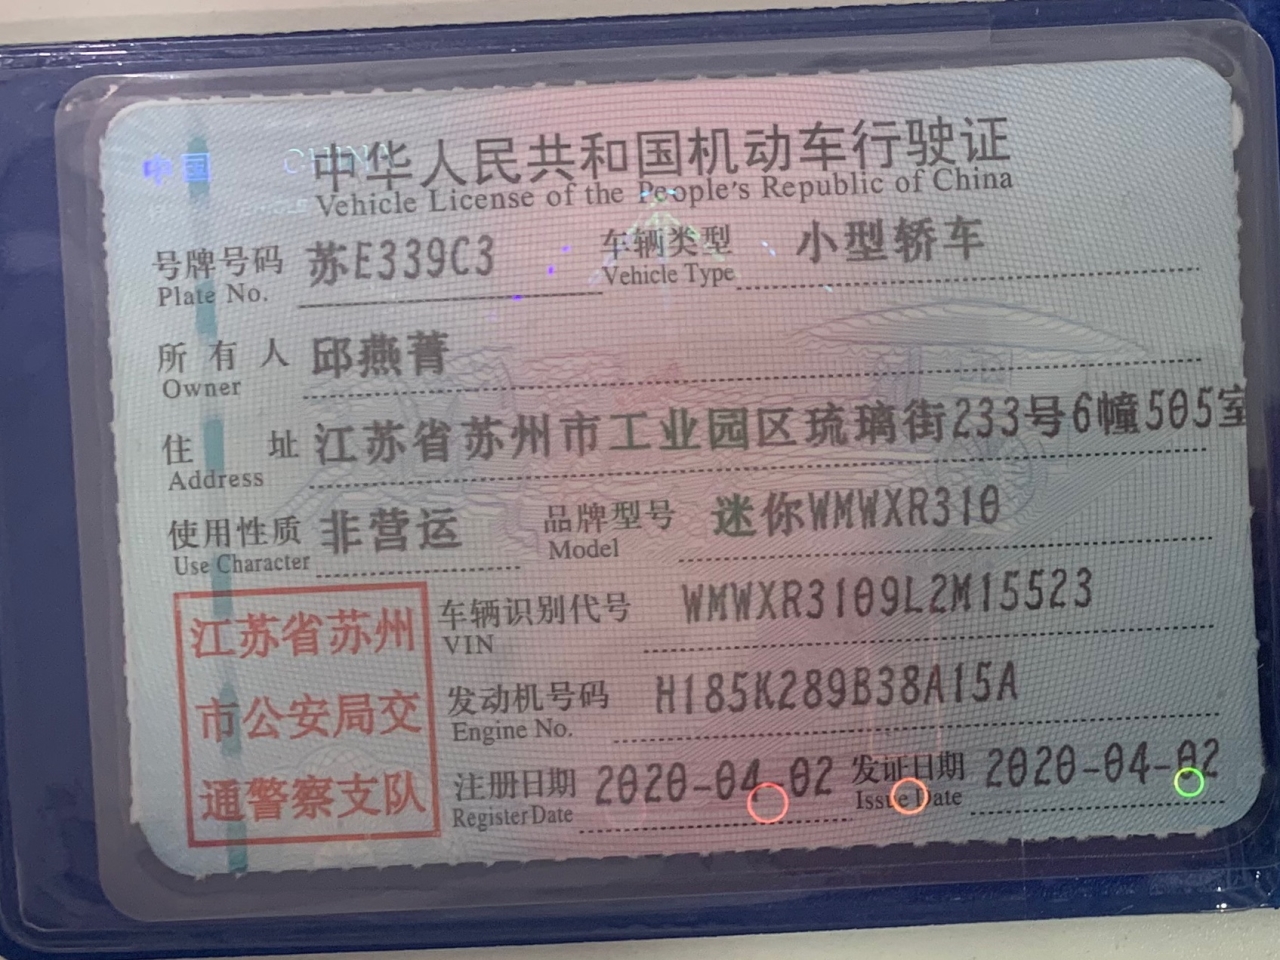 中国 CHINA
中华人民共和国机动车行驶证
Vehicle License of the People's Republic of China
号牌号码 苏E339C3 车辆类型 小型轿车
Plate No. Vehicle Type
所有人 邱燕菁
Owner
住址 江苏省苏州市工业园区琉璃街233号6幢505室
Address
使用性质 非营运 品牌型号 迷你WMWXR310
Use Character Model
车辆识别代号 WMWXR3109L2M15523
VIN
发动机号码 H185K289B38A15A
Engine No.
注册日期 2020-04-02 发证日期 2020-04-02
Register Date Issue Date
江苏省苏州
市公安局交
通警察支队